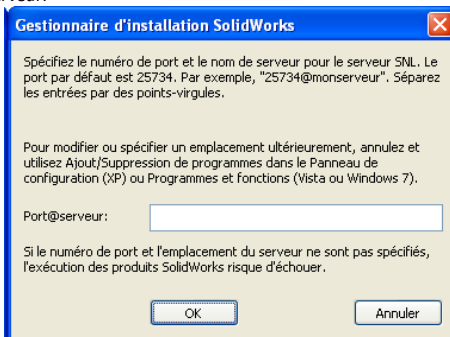 Gestionnaire d'installation SolidWorks
Spécifiez le numéro de port et le nom de serveur pour le serveur SNL. Le
port par défaut est 25734. Par exemple, "25734@monserveur". Séparez
les entrées par des points-virgules.
Pour modifier ou spécifier un emplacement ultérieurement, annulez et
utilisez Ajout/Suppression de programmes dans le Panneau de
configuration (XP) ou Programmes et fonctions (Vista ou Windows 7).
Port@serveur:
Si le numéro de port et l'emplacement du serveur ne sont pas spécifiés,
l'exécution des produits SolidWorks risque d'échouer.
OK
Annuler